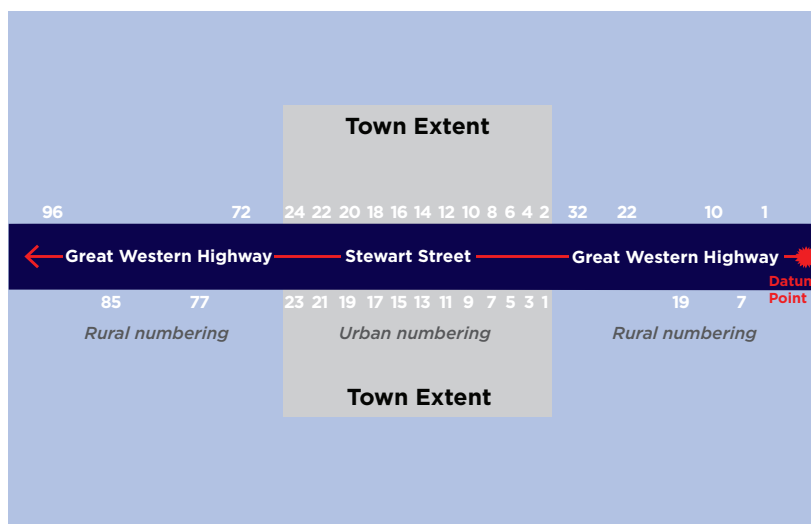 Town Extent
96 72 24 22 20 18 16 14 12 10 8 6 4 2 32 22 10 1
Great Western Highway Stewart Street Great Western Highway
Datum
Point
85 77 23 21 19 17 15 13 11 9 7 5 3 1 19 7
Rural numbering Urban numbering Rural numbering
Town Extent